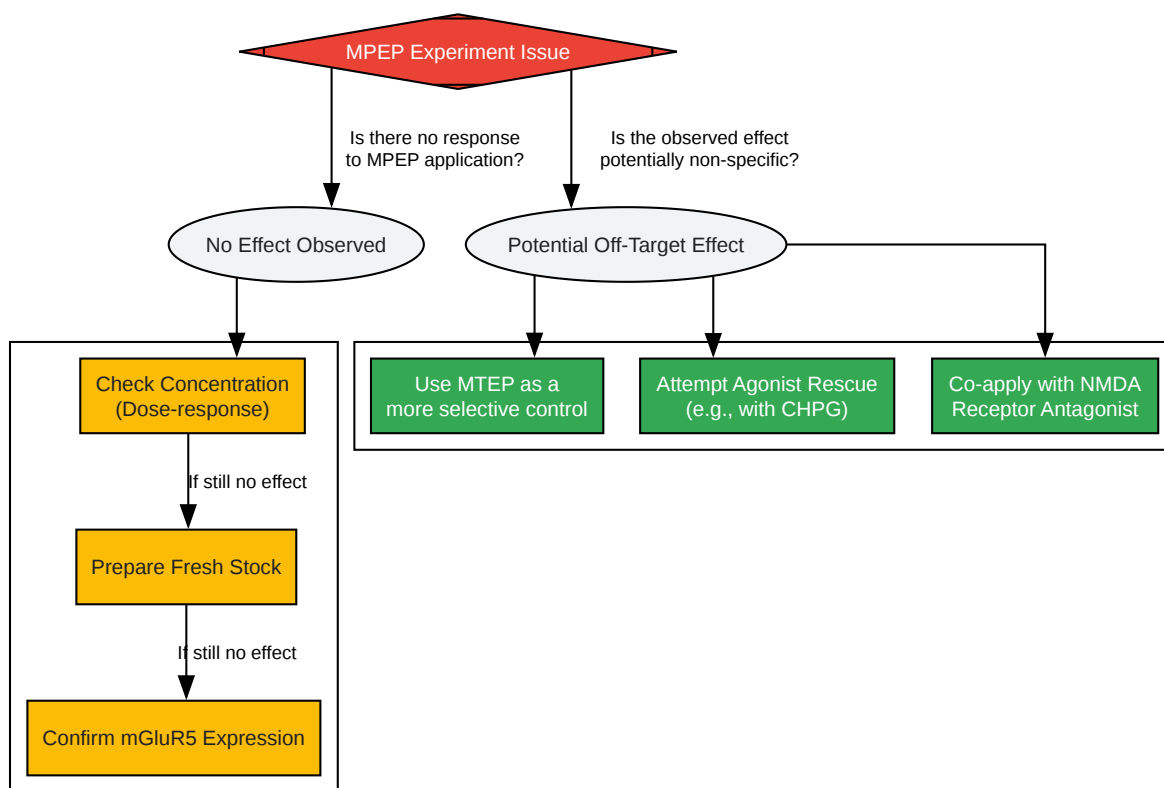 MPEP Experiment Issue
Is there no response
to MPEP application?
Is the observed effect
potentially non-specific?
No Effect Observed
Potential Off-Target Effect
Check Concentration
(Dose-response)
Use MTEP as a
more selective control
Attempt Agonist Rescue
(e.g., with CHPG)
Co-apply with NMDA
Receptor Antagonist
If still no effect
Prepare Fresh Stock
If still no effect
Confirm mGluR5 Expression